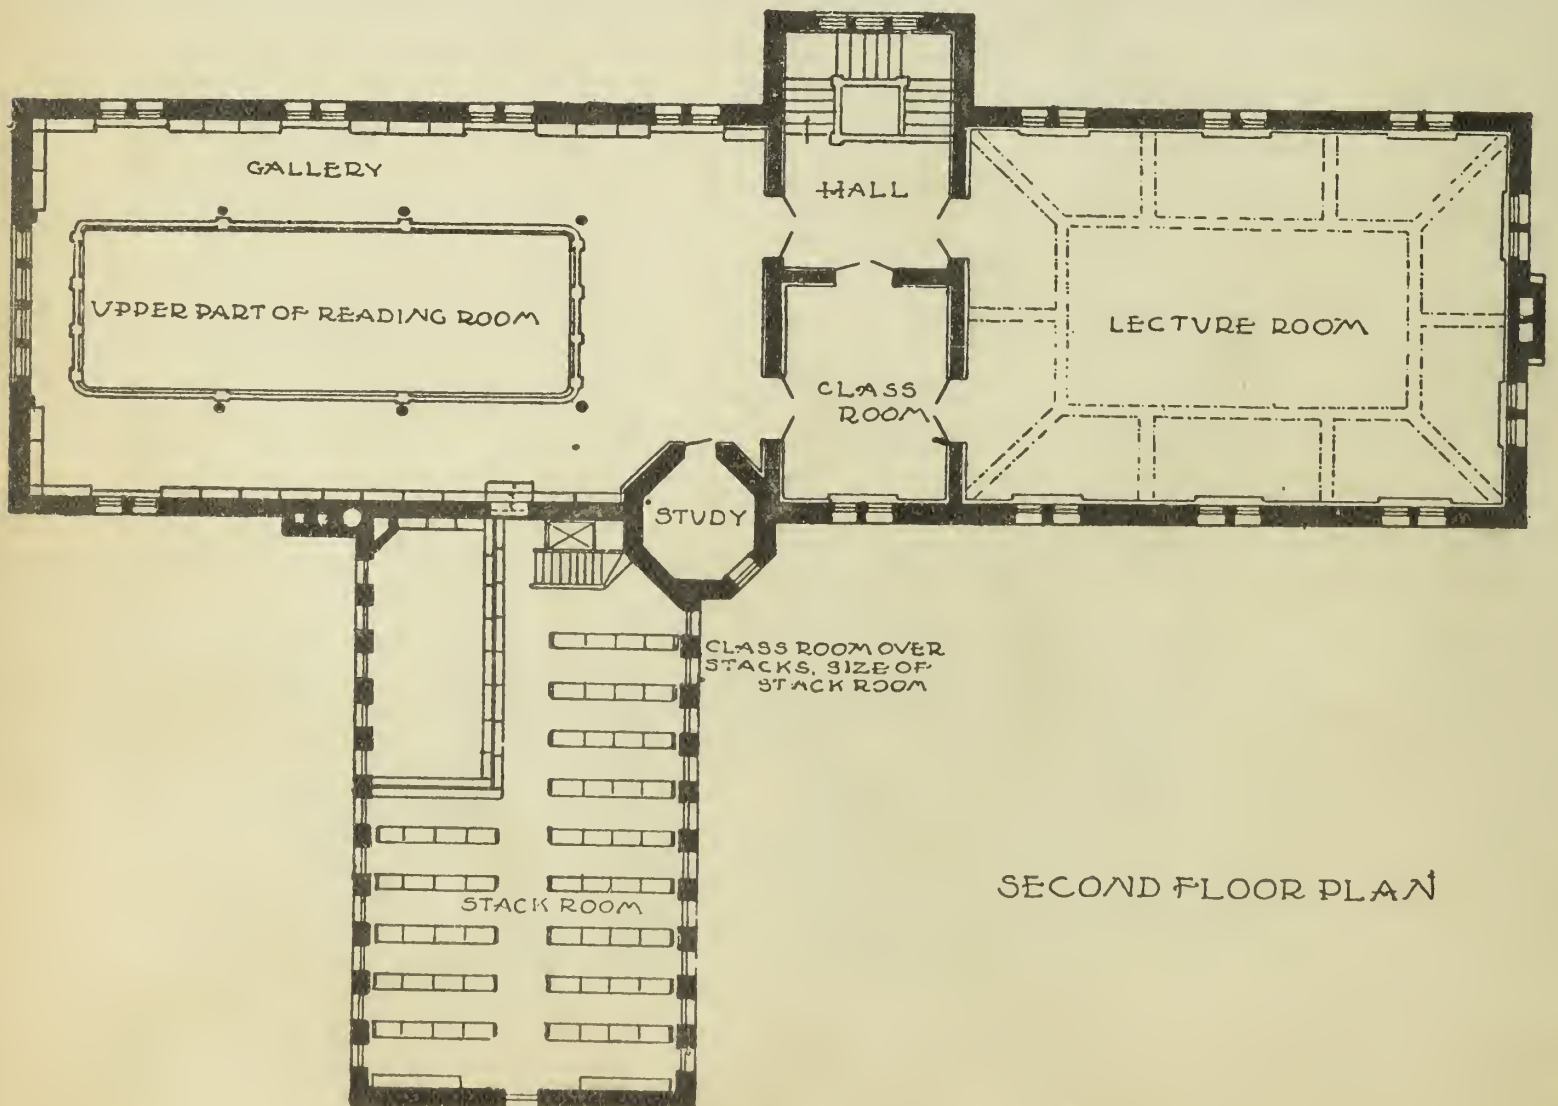 GALLERY
HALL
UPPER PART OF READING ROOM
LECTURE ROOM
CLASS
ROOM
STUDY
CLASS ROOM OVER
STACKS, SIZE OF
STACK ROOM
STACK ROOM
SECOND FLOOR PLAN